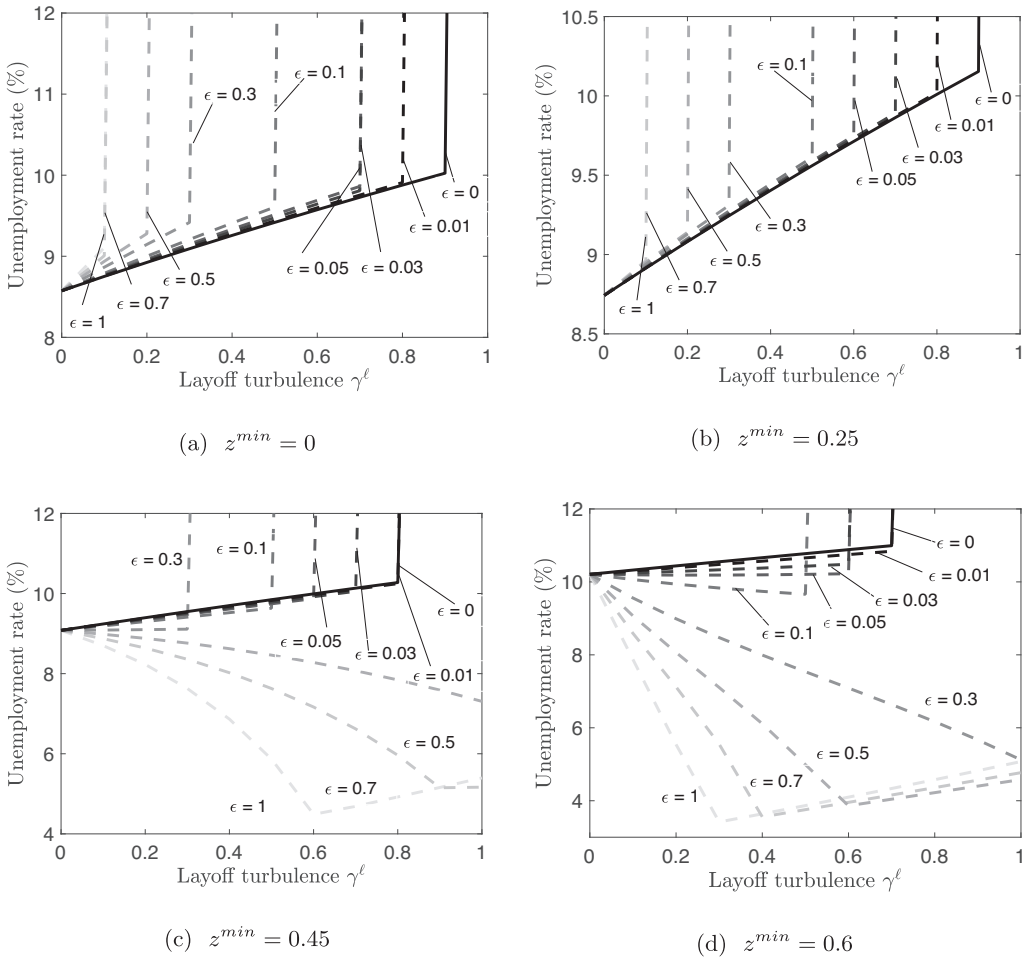 12
11
10
9
8
Unemployment rate (%)
ϵ = 0.3
ϵ = 0.1
ϵ = 0
ϵ = 0.01
ϵ = 0.05
ϵ = 0.03
ϵ = 0.5
ϵ = 0.7
ϵ = 1
0 0.2 0.4 0.6 0.8 1
Layoff turbulence γ^ℓ
(a) z^min = 0
10.5
10
9.5
9
8.5
Unemployment rate (%)
ϵ = 0.1
ϵ = 0
ϵ = 0.01
ϵ = 0.03
ϵ = 0.05
ϵ = 0.3
ϵ = 0.5
ϵ = 0.7
ϵ = 1
0 0.2 0.4 0.6 0.8 1
Layoff turbulence γ^ℓ
(b) z^min = 0.25
12
10
8
6
4
Unemployment rate (%)
ϵ = 0.3
ϵ = 0.1
ϵ = 0
ϵ = 0.05
ϵ = 0.03
ϵ = 0.01
ϵ = 0.5
ϵ = 0.7
ϵ = 1
0 0.2 0.4 0.6 0.8 1
Layoff turbulence γ^ℓ
(c) z^min = 0.45
12
10
8
6
4
Unemployment rate (%)
ϵ = 0
ϵ = 0.01
ϵ = 0.03
ϵ = 0.05
ϵ = 0.1
ϵ = 0.3
ϵ = 0.5
ϵ = 0.7
ϵ = 1
0 0.2 0.4 0.6 0.8 1
Layoff turbulence γ^ℓ
(d) z^min = 0.6